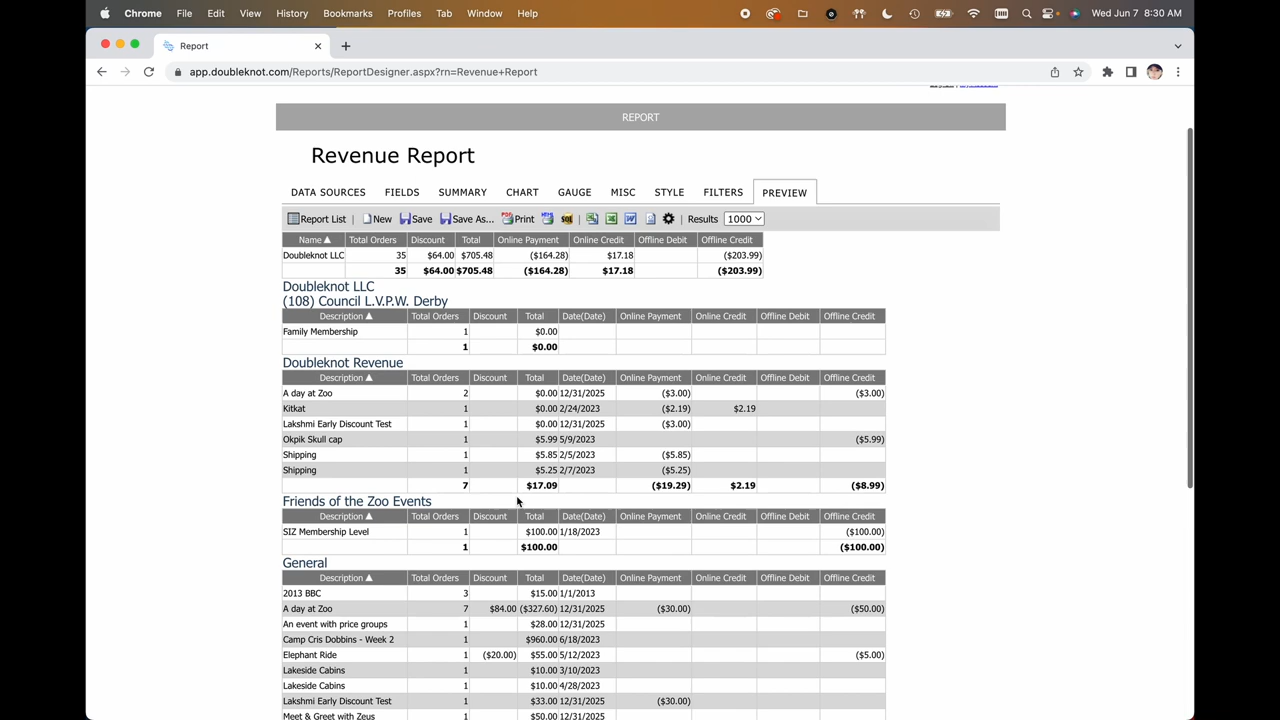 Chrome File Edit View History Bookmarks Profiles Tab Window Help Wed Jun 7 8:30 AM
Report
app.doubleknot.com/Reports/ReportDesigner.aspx?rn=Revenue+Report
REPORT
Revenue Report
DATA SOURCES FIELDS SUMMARY CHART GAUGE MISC STYLE FILTERS PREVIEW
Report List New Save Save As... Print Results 1000
Name Total Orders Discount Total Online Payment Online Credit Offline Debit Offline Credit
Doubleknot LLC 35 $64.00 $705.48 ($164.28) $17.18 ($203.99)
35 $64.00 $705.48 ($164.28) $17.18 ($203.99)
Doubleknot LLC
(108) Council L.V.P.W. Derby
Description Total Orders Discount Total Date(Date) Online Payment Online Credit Offline Debit Offline Credit
Family Membership 1 $0.00
1 $0.00
Doubleknot Revenue
Description Total Orders Discount Total Date(Date) Online Payment Online Credit Offline Debit Offline Credit
A day at Zoo 2 $0.00 12/31/2025 ($3.00) ($3.00)
Kitkat 1 $0.00 2/24/2023 ($2.19) $2.19
Lakshmi Early Discount Test 1 $0.00 12/31/2025 ($3.00)
Okpik Skull cap 1 $5.99 5/9/2023 ($5.99)
Shipping 1 $5.85 2/5/2023 ($5.85)
Shipping 1 $5.25 2/7/2023 ($5.25)
7 $17.09 ($19.29) $2.19 ($8.99)
Friends of the Zoo Events
Description Total Orders Discount Total Date(Date) Online Payment Online Credit Offline Debit Offline Credit
SIZ Membership Level 1 $100.00 1/18/2023 ($100.00)
1 $100.00 ($100.00)
General
Description Total Orders Discount Total Date(Date) Online Payment Online Credit Offline Debit Offline Credit
2013 BBC 3 $15.00 1/1/2013
A day at Zoo 7 $84.00 ($327.60) 12/31/2025 ($30.00) ($50.00)
An event with price groups 1 $28.00 12/31/2025
Camp Cris Dobbins - Week 2 1 $960.00 6/18/2023
Elephant Ride 1 ($20.00) $55.00 5/12/2023 ($5.00)
Lakeside Cabins 1 $10.00 3/10/2023
Lakeside Cabins 1 $10.00 4/28/2023
Lakshmi Early Discount Test 1 $33.00 12/31/2025 ($30.00)
Meet & Greet with Zeus 1 $50.00 12/31/2025